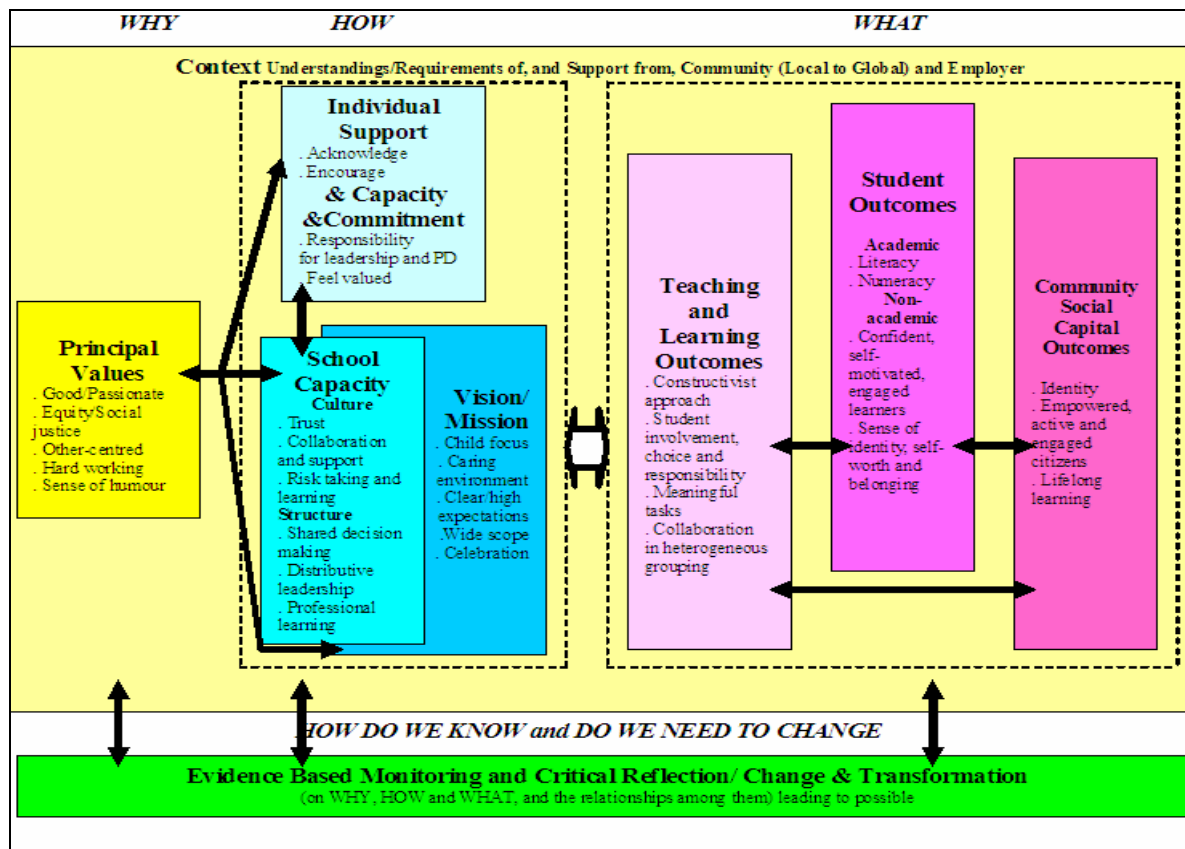 WHY
HOW
WHAT
Context Understandings/Requirements of, and Support from, Community (Local to Global) and Employer
Principal
Values
. Good/Passionate
. Equity/Social
justice
. Other-centred
. Hard working
. Sense of humour
Individual
Support
. Acknowledge
. Encourage
& Capacity
&Commitment
. Responsibility
for leadership and PD
. Feel valued
School
Capacity
Culture
. Trust
. Collaboration
and support
. Risk taking and
learning
Structure
. Shared decision
making
. Distributive
leadership
. Professional
learning
Vision/
Mission
. Child focus
. Caring
environment
. Clear/high
expectations
.Wide scope
. Celebration
Teaching
and
Learning
Outcomes
. Constructivist
approach
. Student
involvement,
choice and
responsibility
. Meaningful
tasks
. Collaboration
in heterogeneous
grouping
Student
Outcomes
Academic
. Literacy
. Numeracy
Non-
academic
. Confident,
self-
motivated,
engaged
learners
. Sense of
identity; self-
worth and
belonging
Community
Social
Capital
Outcomes
. Identity
. Empowered,
active and
engaged
citizens
. Lifelong
learning
HOW DO WE KNOW and DO WE NEED TO CHANGE
Evidence Based Monitoring and Critical Reflection/ Change & Transformation
(on WHY, HOW and WHAT, and the relationships among them) leading to possible